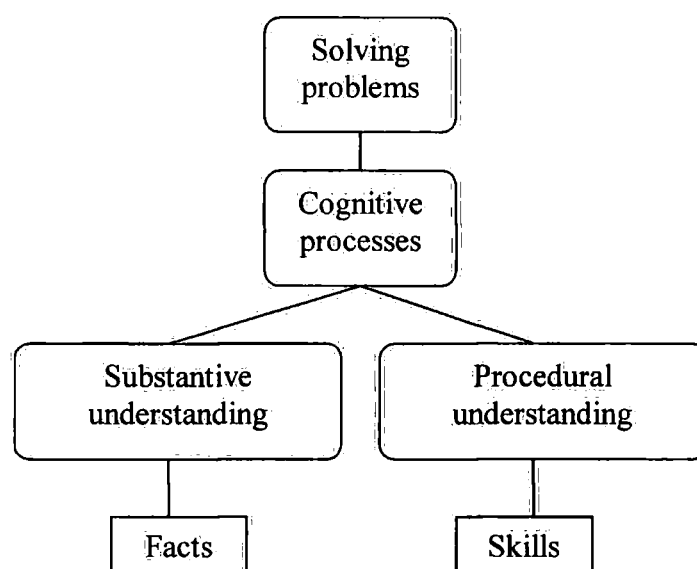 Solving
problems
Cognitive
processes
Substantive
understanding
Procedural
understanding
Facts
Skills